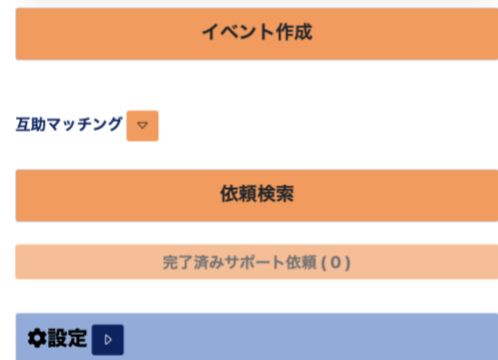 イベント作成
互助マッチング
依頼検索
完了済みサポート依頼 ( 0 )
設定